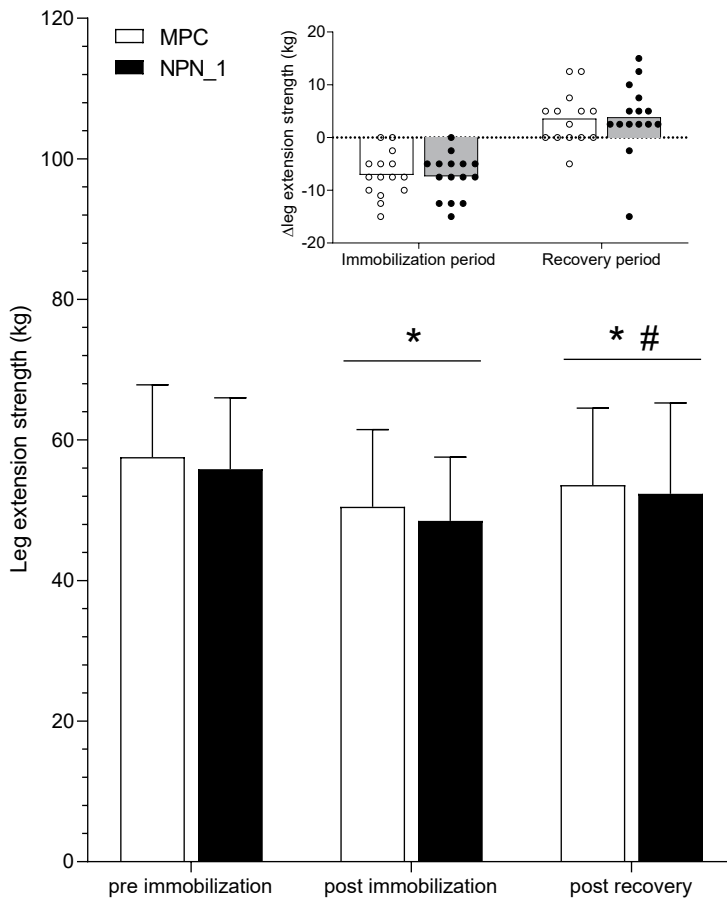 120
100
80
60
40
20
0
Leg extension strength (kg)
MPC
NPN_1
20
10
0
-10
-20
Δleg extension strength (kg)
Immobilization period
Recovery period
*
* #
pre immobilization
post immobilization
post recovery